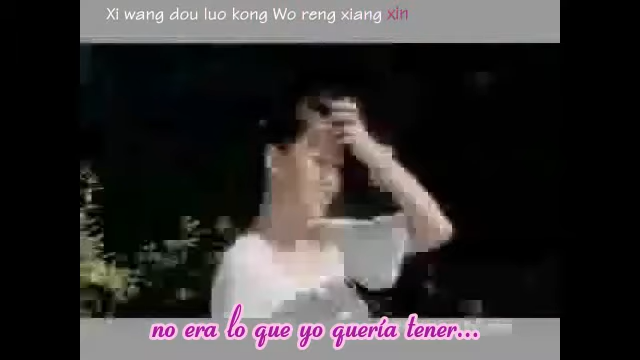 Xi wang dou luo kong Wo reng xiang xin
no era lo que yo quería tener...